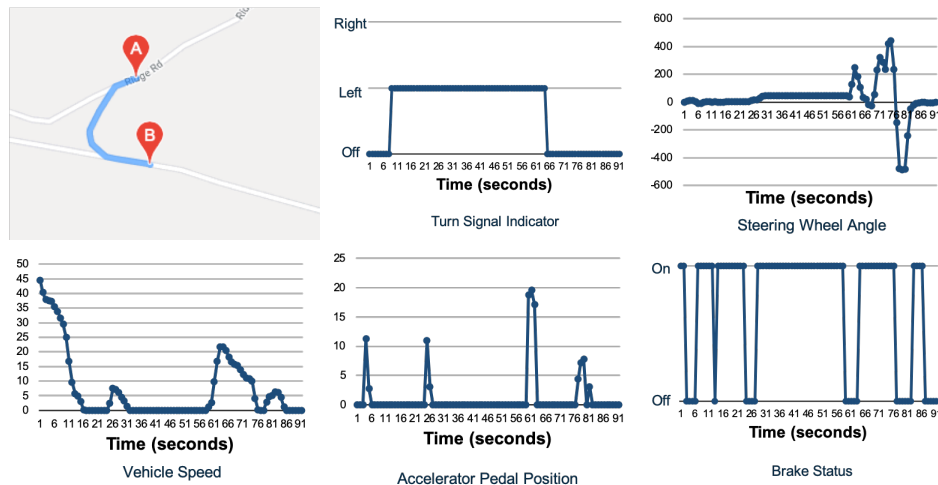 Ric
A
Ridge Rd
B
Right
Left
Off
1 6 11 16 21 26 31 36 41 46 51 56 61 66 71 76 81 86 91
Time (seconds)
Turn Signal Indicator
600
400
200
0
-200
-400
-600
1 6 11 16 21 26 31 36 41 46 51 56 61 66 71 76 81 86 91
Time (seconds)
Steering Wheel Angle
50
45
40
35
30
25
20
15
10
5
0
1 6 11 16 21 26 31 36 41 46 51 56 61 66 71 76 81 86 91
Time (seconds)
Vehicle Speed
25
20
15
10
5
0
1 6 11 16 21 26 31 36 41 46 51 56 61 66 71 76 81 86 91
Time (seconds)
Accelerator Pedal Position
On
Off
1 6 11 16 21 26 31 36 41 46 51 56 61 66 71 76 81 86 91
Time (seconds)
Brake Status